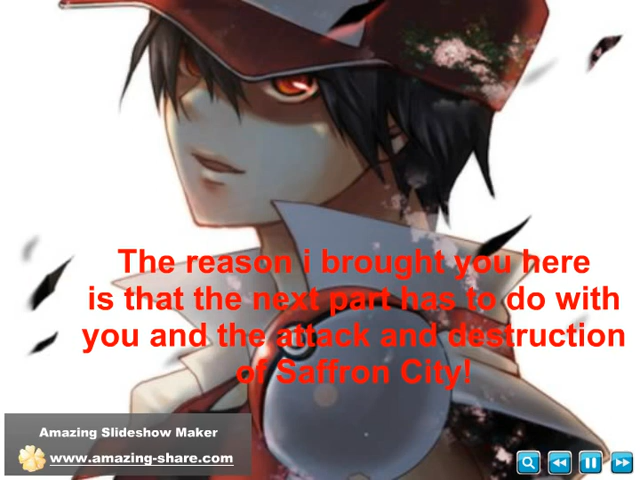 The reason i brought you here
is that the next part has to do with
you and the attack and destruction
of Saffron City!
Amazing Slideshow Maker
www.amazing-share.com